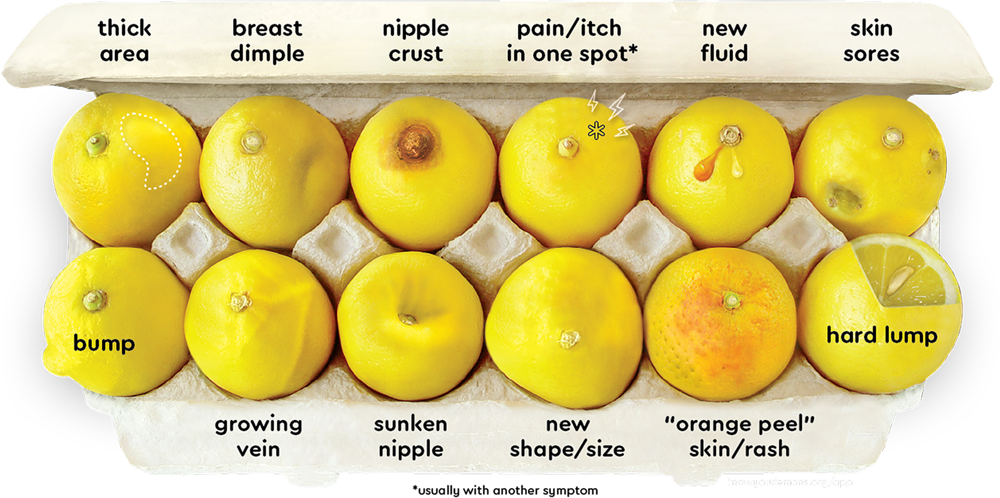 thick
area
breast
dimple
nipple
crust
pain/itch
in one spot*
new
fluid
skin
sores
bump
hard lump
growing
vein
sunken
nipple
new
shape/size
“orange peel”
skin/rash
*usually with another symptom
knowyourlemons.org/app